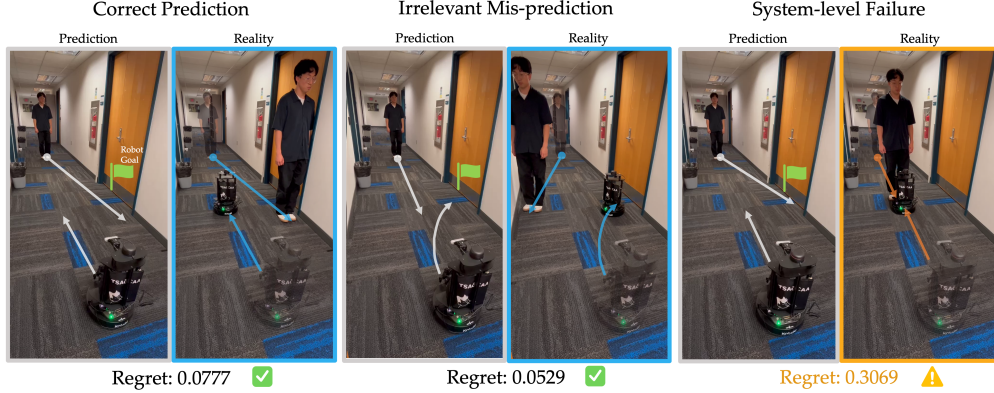 Correct Prediction
Irrelevant Mis-prediction
System-level Failure
Prediction
Reality
Prediction
Reality
Prediction
Reality
Robot
Goal
Regret: 0.0777
Regret: 0.0529
Regret: 0.3069